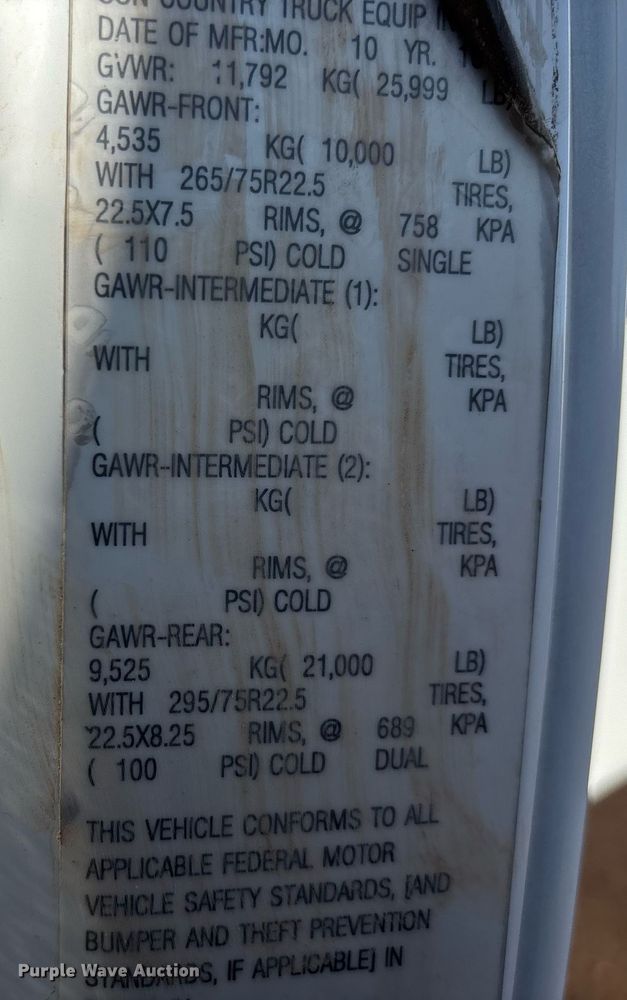 COUNTRY TRUCK EQUIP
DATE OF MFR:MO. 10 YR.
GVWR: 11,792 KG( 25,999 LB)
GAWR-FRONT:
4,535 KG( 10,000 LB)
WITH 265/75R22.5 TIRES,
22.5X7.5 RIMS, @ 758 KPA
( 110 PSI) COLD SINGLE
GAWR-INTERMEDIATE (1):
KG( LB)
WITH TIRES,
RIMS, @ KPA
( PSI) COLD
GAWR-INTERMEDIATE (2):
KG( LB)
WITH TIRES,
RIMS, @ KPA
( PSI) COLD
GAWR-REAR:
9,525 KG( 21,000 LB)
WITH 295/75R22.5 TIRES,
22.5X8.25 RIMS, @ 689 KPA
( 100 PSI) COLD DUAL
THIS VEHICLE CONFORMS TO ALL
APPLICABLE FEDERAL MOTOR
VEHICLE SAFETY STANDARDS, [AND
BUMPER AND THEFT PREVENTION
STANDARDS, IF APPLICABLE] IN
Purple Wave Auction